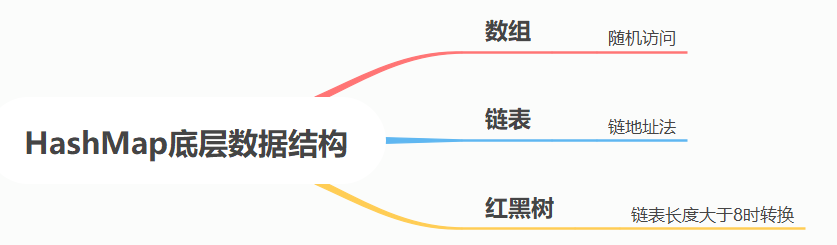 数组
随机访问
HashMap底层数据结构
链表
链地址法
红黑树
链表长度大于8时转换